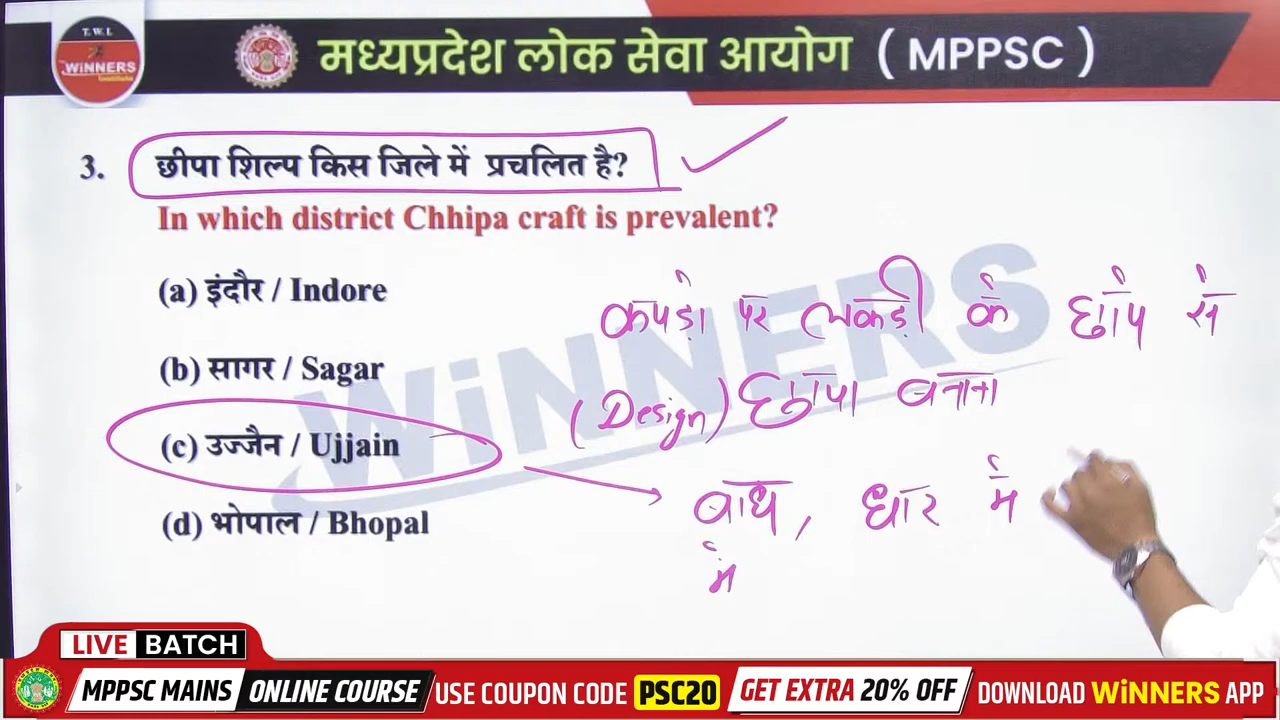 T. W. I.
WiNNERS
Institute
मध्यप्रदेश लोक सेवा आयोग ( MPPSC )
3. छीपा शिल्प किस जिले में प्रचलित है?
In which district Chhipa craft is prevalent?
(a) इंदौर / Indore
(b) सागर / Sagar
(c) उज्जैन / Ujjain
(d) भोपाल / Bhopal
कपड़ो पर लकड़ी के छाप से
(Design) छापा बनाना
बाघ, धार में
में
WiNNERS
LIVE BATCH
MPPSC MAINS ONLINE COURSE USE COUPON CODE PSC20 GET EXTRA 20% OFF DOWNLOAD WiNNERS APP